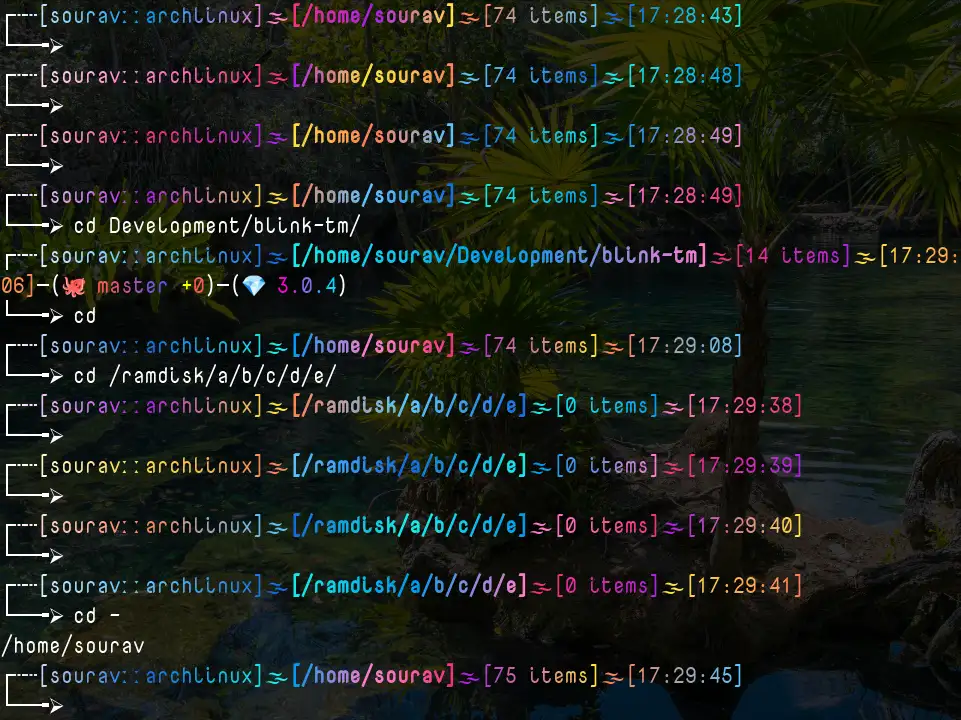 ┌┄┄[sourav::archlinux]≈[/home/sourav]≈[74 items]≈[17:28:43]
└──➤
┌┄┄[sourav::archlinux]≈[/home/sourav]≈[74 items]≈[17:28:48]
└──➤
┌┄┄[sourav::archlinux]≈[/home/sourav]≈[74 items]≈[17:28:49]
└──➤
┌┄┄[sourav::archlinux]≈[/home/sourav]≈[74 items]≈[17:28:49]
└──➤ cd Development/blink-tm/
┌┄┄[sourav::archlinux]≈[/home/sourav/Development/blink-tm]≈[14 items]≈[17:29:
06]─(🐙 master +0)─(💎 3.0.4)
└──➤ cd
┌┄┄[sourav::archlinux]≈[/home/sourav]≈[74 items]≈[17:29:08]
└──➤ cd /ramdisk/a/b/c/d/e/
┌┄┄[sourav::archlinux]≈[/ramdisk/a/b/c/d/e]≈[0 items]≈[17:29:38]
└──➤
┌┄┄[sourav::archlinux]≈[/ramdisk/a/b/c/d/e]≈[0 items]≈[17:29:39]
└──➤
┌┄┄[sourav::archlinux]≈[/ramdisk/a/b/c/d/e]≈[0 items]≈[17:29:40]
└──➤
┌┄┄[sourav::archlinux]≈[/ramdisk/a/b/c/d/e]≈[0 items]≈[17:29:41]
└──➤ cd -
/home/sourav
┌┄┄[sourav::archlinux]≈[/home/sourav]≈[75 items]≈[17:29:45]
└──➤